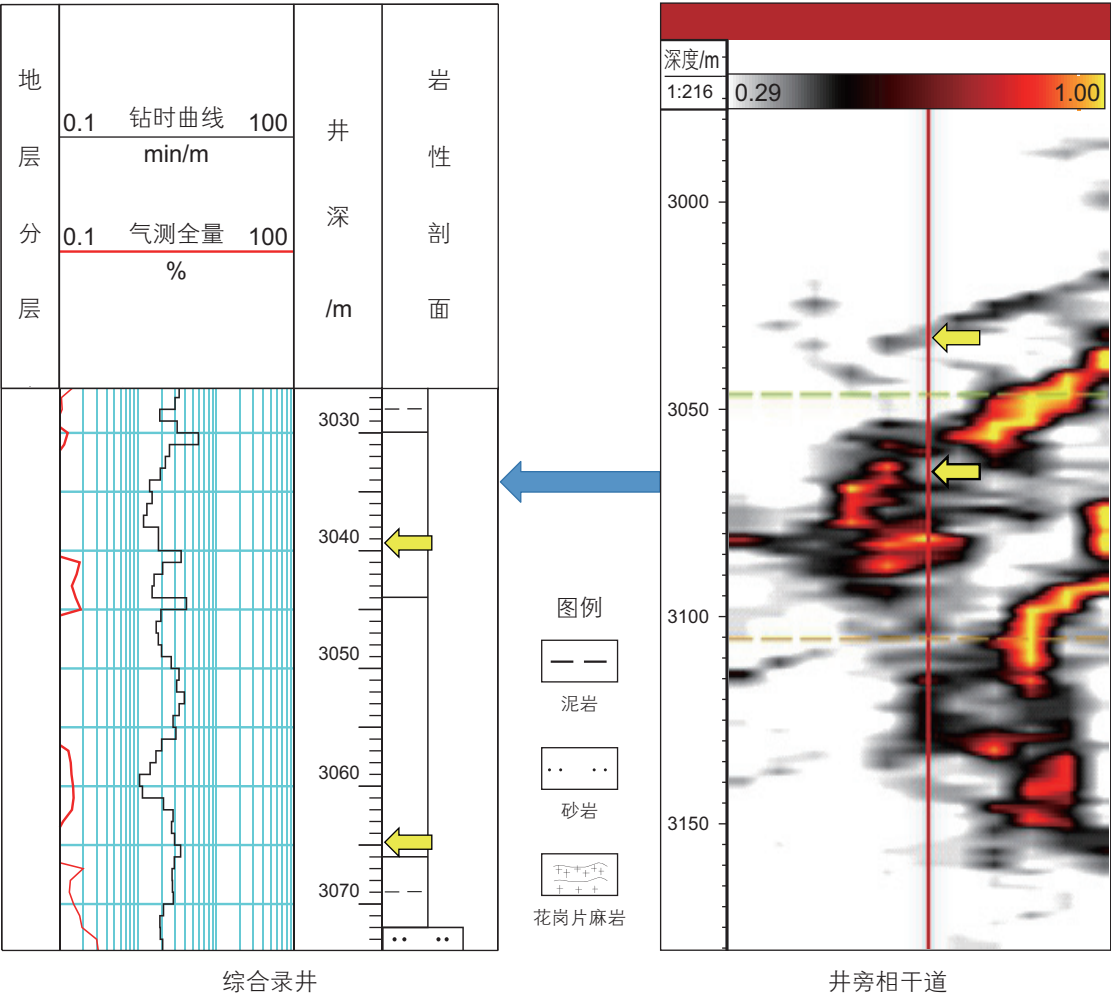 地层分层
0.1 钻时曲线 100
min/m
0.1 气测全量 100
%
井深/m
岩性剖面
3030
3040
3050
3060
3070
图例
泥岩
砂岩
花岗片麻岩
综合录井
深度/m
1:216
0.29 1.00
3000
3050
3100
3150
井旁相干道